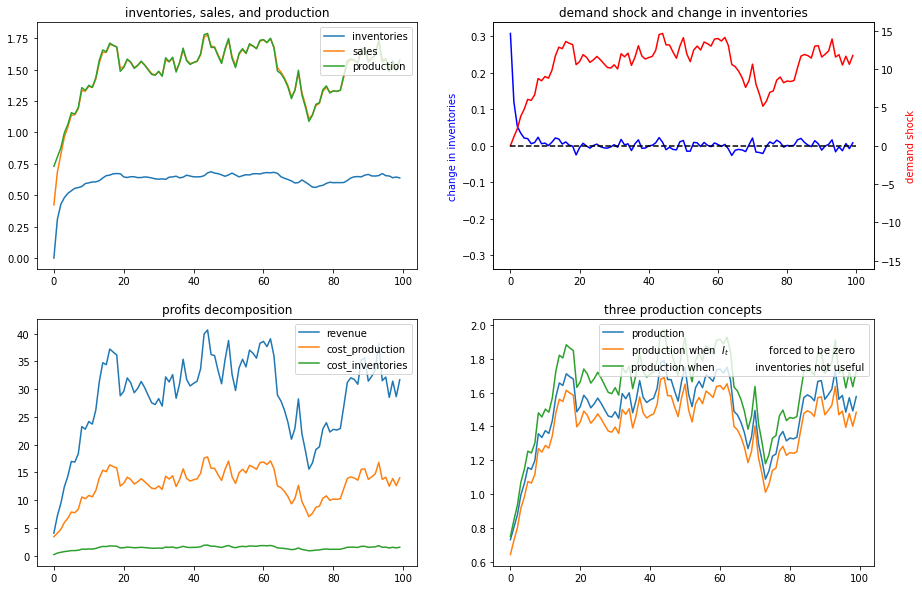 inventories, sales, and production
1.75
1.50
1.25
1.00
0.75
0.50
0.25
0.00
0 20 40 60 80 100
inventories
sales
production
demand shock and change in inventories
change in inventories
0.3
0.2
0.1
0.0
−0.1
−0.2
−0.3
0 20 40 60 80 100
15
10
5
0
−5
−10
−15
demand shock
profits decomposition
40
35
30
25
20
15
10
5
0
0 20 40 60 80 100
revenue
cost_production
cost_inventories
three production concepts
2.0
1.8
1.6
1.4
1.2
1.0
0.8
0.6
0 20 40 60 80 100
production
production when I_t forced to be zero
production when inventories not useful